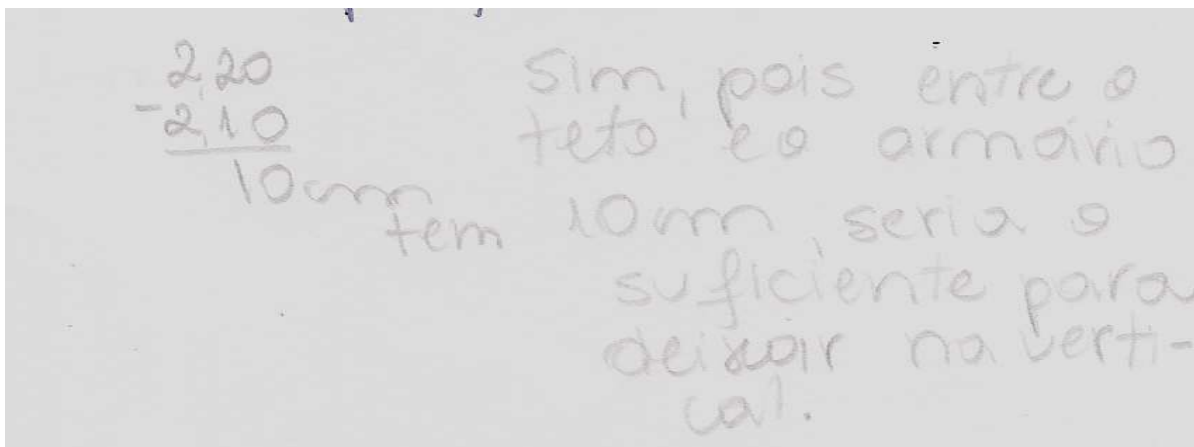 2,20
-2,10
10cm
Sim, pois entre o
teto e o armário
tem 10cm, seria o
suficiente para
deixar na verti-
cal.